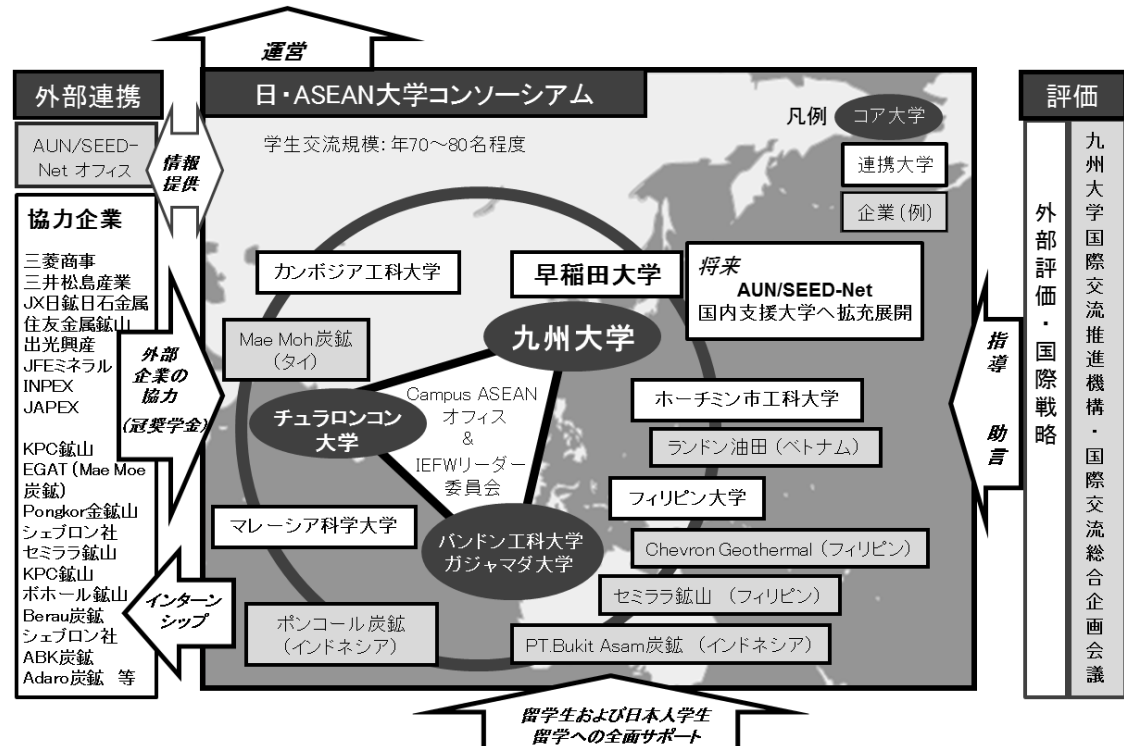 運営
外部連携
AUN/SEED-
Net オフィス
情報
提供
協力企業
三菱商事
三井松島産業
JX日鉱日石金属
住友金属鉱山
出光興産
JFEミネラル
INPEX
JAPEX
KPC鉱山
EGAT (Mae Moe
炭鉱)
Pongkor金鉱山
シェブロン社
セミララ鉱山
KPC鉱山
ボホール鉱山
Berau炭鉱
シェブロン社
ABK炭鉱
Adaro炭鉱 等
外部
企業の
協力
(冠奨学金)
インターン
シップ
日・ASEAN大学コンソーシアム
学生交流規模: 年70～80名程度
凡例
コア大学
連携大学
企業(例)
カンボジア工科大学
早稲田大学
九州大学
将来
AUN/SEED-Net
国内支援大学へ拡充展開
Mae Moh炭鉱
(タイ)
チュラロンコン
大学
Campus ASEAN
オフィス
&
IEFWリーダー
委員会
ホーチミン市工科大学
ランドン油田(ベトナム)
フィリピン大学
マレーシア科学大学
バンドン工科大学
ガジャマダ大学
Chevron Geothermal (フィリピン)
セミララ鉱山 (フィリピン)
ポンコール炭鉱
(インドネシア)
PT.Bukit Asam炭鉱 (インドネシア)
留学生および日本人学生
留学への全面サポート
指導
助言
評価
外部評価・国際戦略
九州大学国際交流推進機構・国際交流総合企画会議